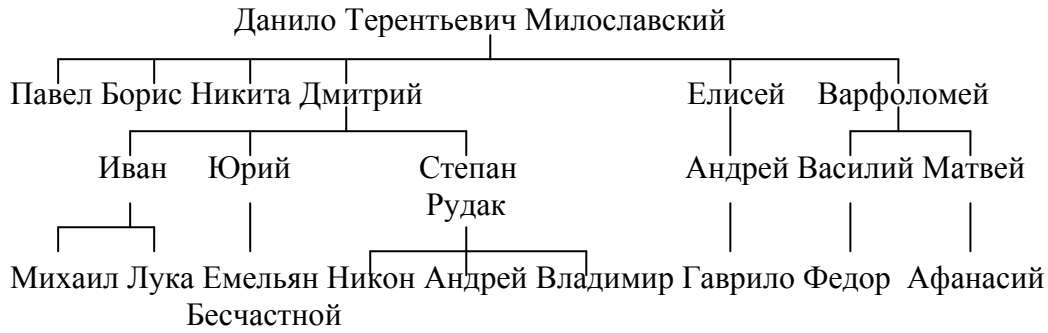 Данило Терентьевич Милославский
Павел Борис Никита Дмитрий Елисей Варфоломей
Иван Юрий Степан Андрей Василий Матвей
Рудак
Михаил Лука Емельян Никон Андрей Владимир Гаврило Федор Афанасий
Бесчастной